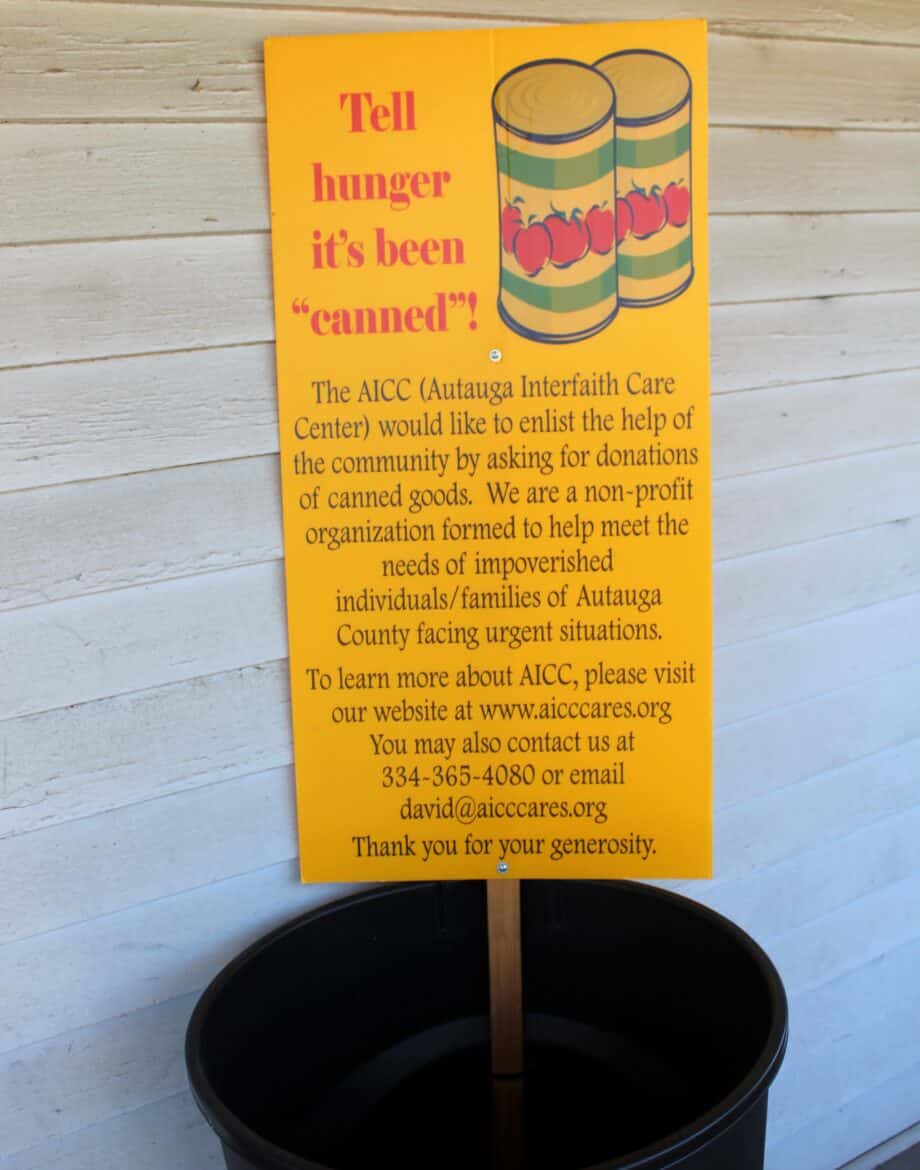 Tell
hunger
it's been
"canned"!
The AICC (Autauga Interfaith Care
Center) would like to enlist the help of
the community by asking for donations
of canned goods. We are a non-profit
organization formed to help meet the
needs of impoverished
individuals/families of Autauga
County facing urgent situations.
To learn more about AICC, please visit
our website at www.aicccares.org
You may also contact us at
334-365-4080 or email
david@aicccares.org
Thank you for your generosity.